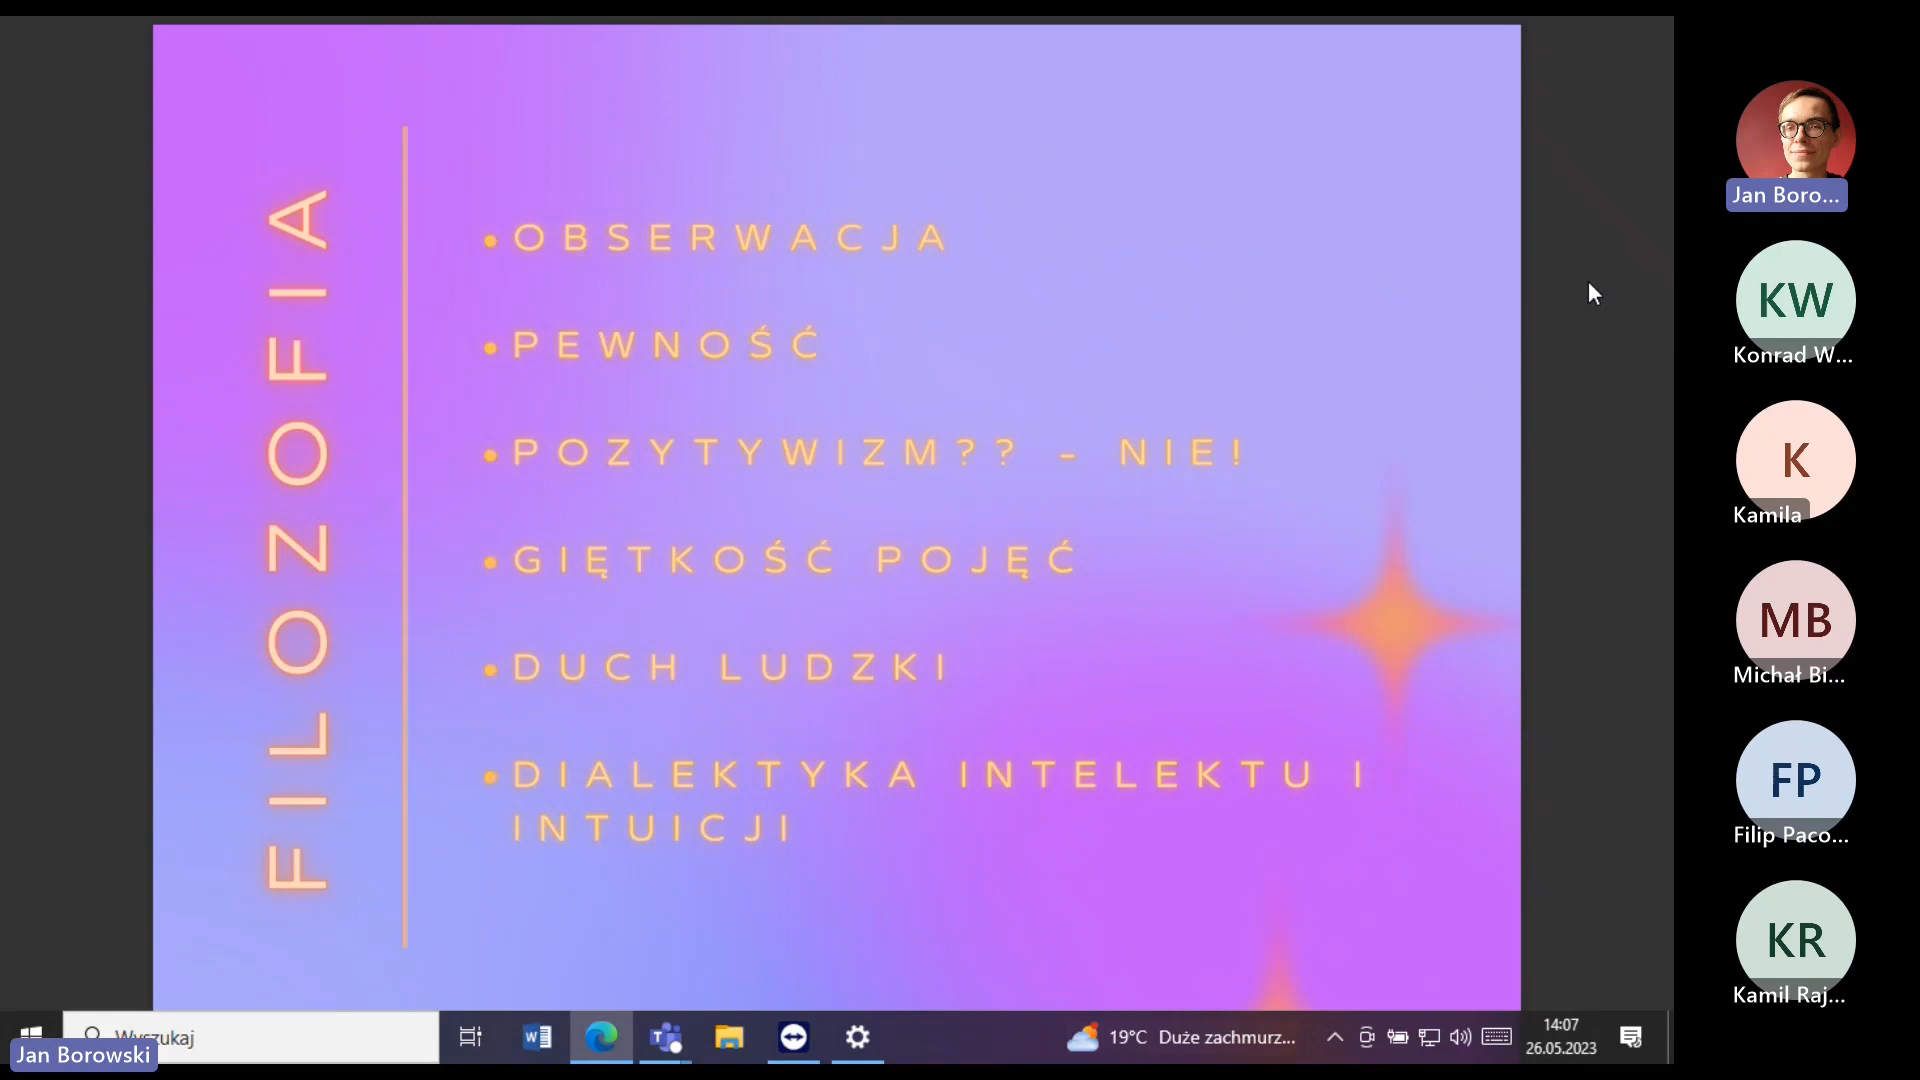 FILOZOFIA
• OBSERWACJA
• PEWNOŚĆ
• POZYTYWIZM?? - NIE!
• GIĘTKOŚĆ POJĘĆ
• DUCH LUDZKI
• DIALEKTYKA INTELEKTU I
INTUICJI
Jan Boro...
KW
Konrad W...
K
Kamila
MB
Michał Bi...
FP
Filip Paco...
KR
Kamil Raj...
Wyszukaj
19°C Duże zachmurz...
14:07
26.05.2023
Jan Borowski